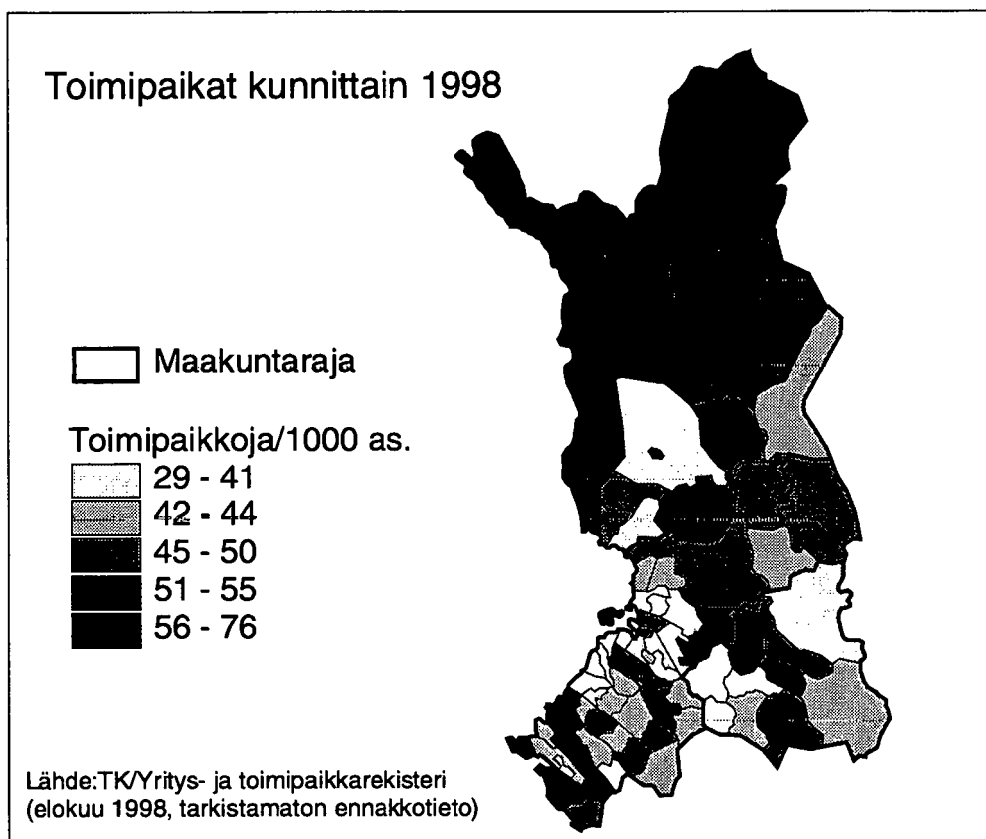 Toimipaikat kunnittain 1998
Maakuntaraja
Toimipaikkoja/1000 as.
29 - 41
42 - 44
45 - 50
51 - 55
56 - 76
Lähde:TK/Yritys- ja toimipaikkarekisteri
(elokuu 1998, tarkistamaton ennakkotieto)